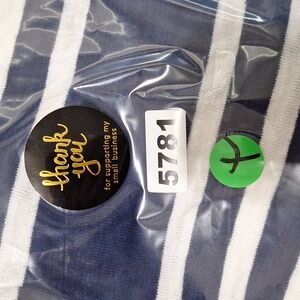 thank
you
for supporting my
small business
5781